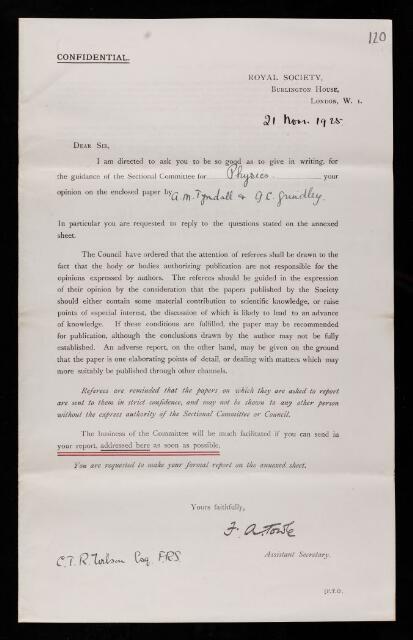 120
CONFIDENTIAL.
ROYAL SOCIETY,
BURLINGTON HOUSE,
LONDON, W. 1.
21 Nov. 1925
DEAR SIR,
I am directed to ask you to be so good as to give in writing, for
the guidance of the Sectional Committee for Physics your
opinion on the enclosed paper by A. M. Tyndall & G. C. Grindley.
In particular you are requested to reply to the questions stated on the annexed
sheet.
The Council have ordered that the attention of referees shall be drawn to the
fact that the body or bodies authorizing publication are not responsible for the
opinions expressed by authors. The referees should be guided in the expression
of their opinion by the consideration that the papers published by the Society
should either contain some material contribution to scientific knowledge, or raise
points of especial interest, the discussion of which is likely to lead to an advance
of knowledge. If these conditions are fulfilled, the paper may be recommended
for publication, although the conclusions drawn by the author may not be fully
established. An adverse report, on the other hand, may be given on the ground
that the paper is one elaborating points of detail, or dealing with matters which may
more suitably be published through other channels.
Referees are reminded that the papers on which they are asked to report
are sent to them in strict confidence, and may not be shown to any other person
without the express authority of the Sectional Committee or Council.
The business of the Committee will be much facilitated if you can send in
your report, addressed here as soon as possible.
You are requested to make your formal report on the annexed sheet.
Yours faithfully,
F. A. Towle
Assistant Secretary.
C. T. R. Wilson Esq F.R.S.
[P.T.O.